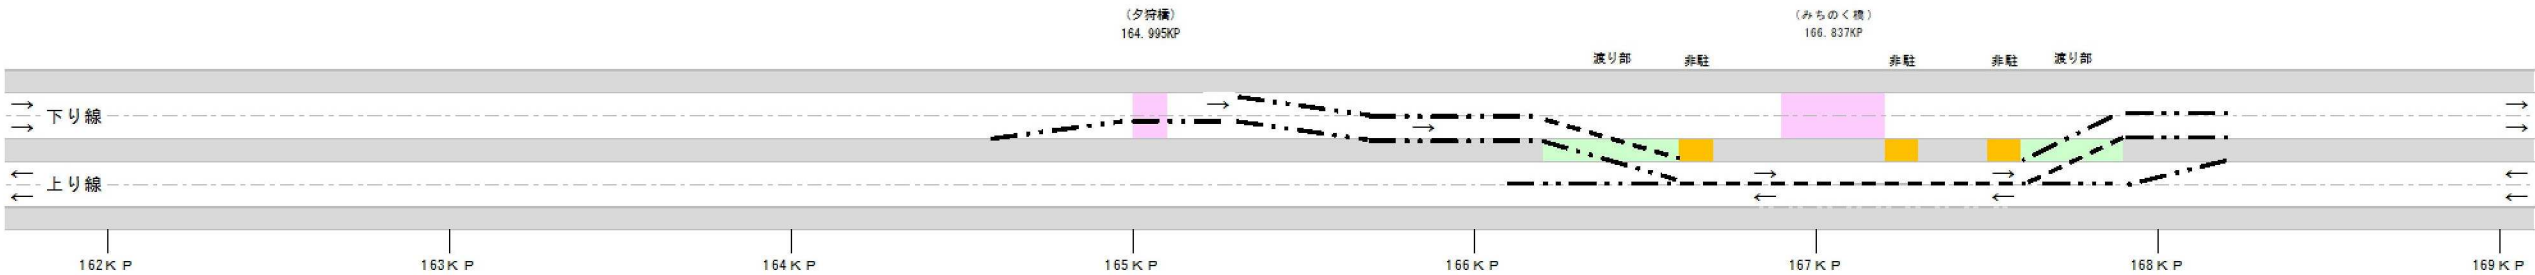 （夕狩橋）
164.995KP
（みちのく橋）
166.837KP
渡り部
非駐
非駐
非駐
渡り部
→
→
下り線
→
→
→
→
←
←
上り線
→
←
→
←
←
←
162ＫＰ
163ＫＰ
164ＫＰ
165ＫＰ
166ＫＰ
167ＫＰ
168ＫＰ
169ＫＰ